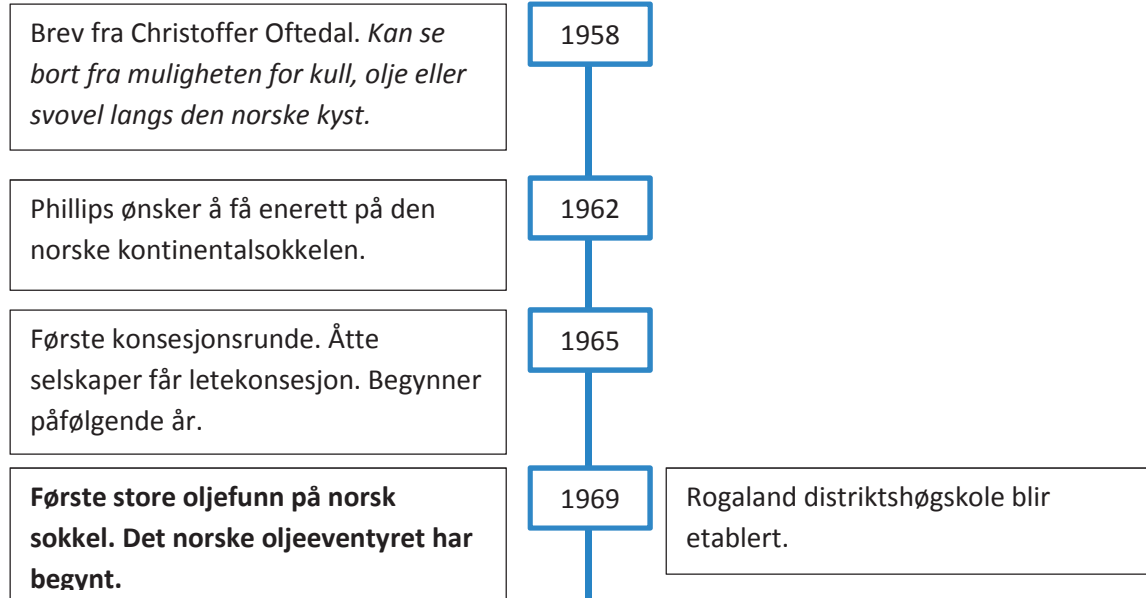 Brev fra Christoffer Oftedal. Kan se
bort fra muligheten for kull, olje eller
svovel langs den norske kyst.
1958
Phillips ønsker å få enerett på den
norske kontinentalsokkelen.
1962
Første konsesjonsrunde. Åtte
selskaper får letekonsesjon. Begynner
påfølgende år.
1965
Første store oljefunn på norsk
sokkel. Det norske oljeeventyret har
begynt.
1969
Rogaland distriktshøgskole blir
etablert.